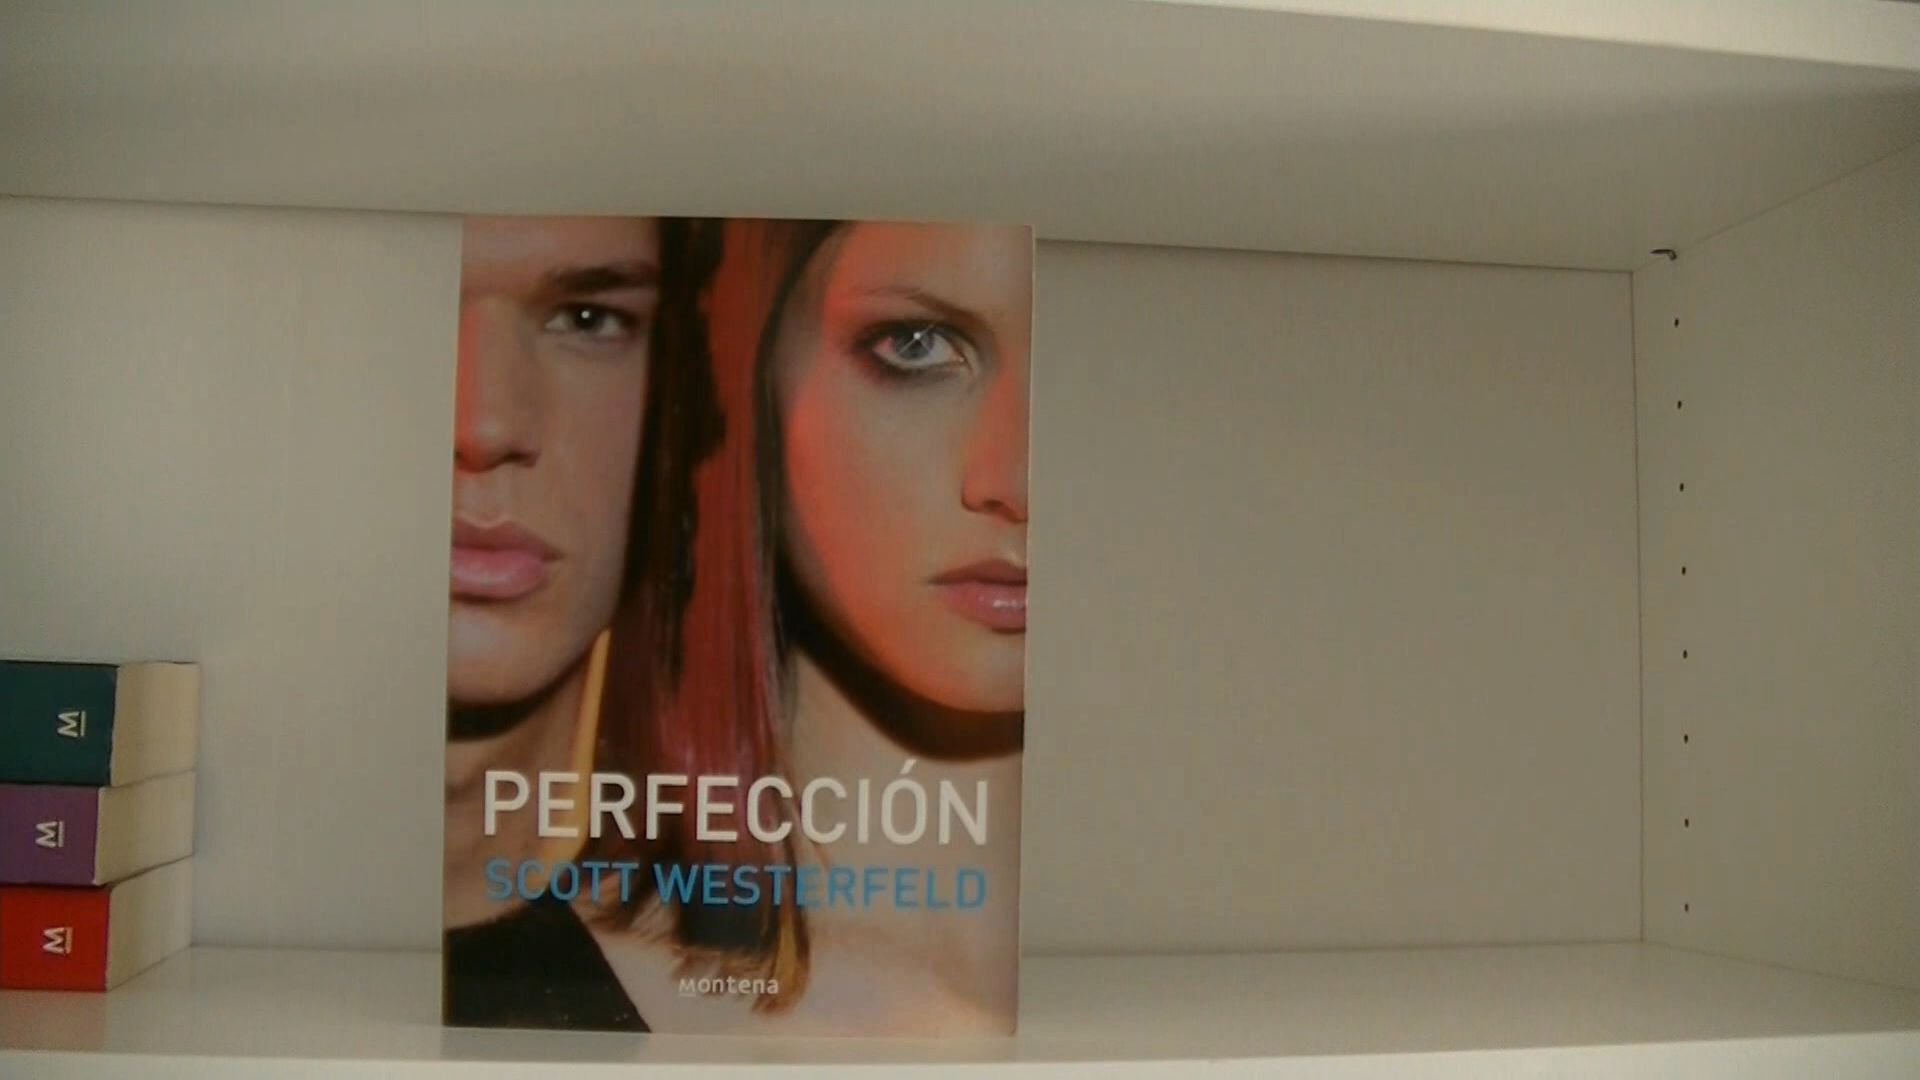 PERFECCIÓN
SCOTT WESTERFELD
Montena
M
M
M